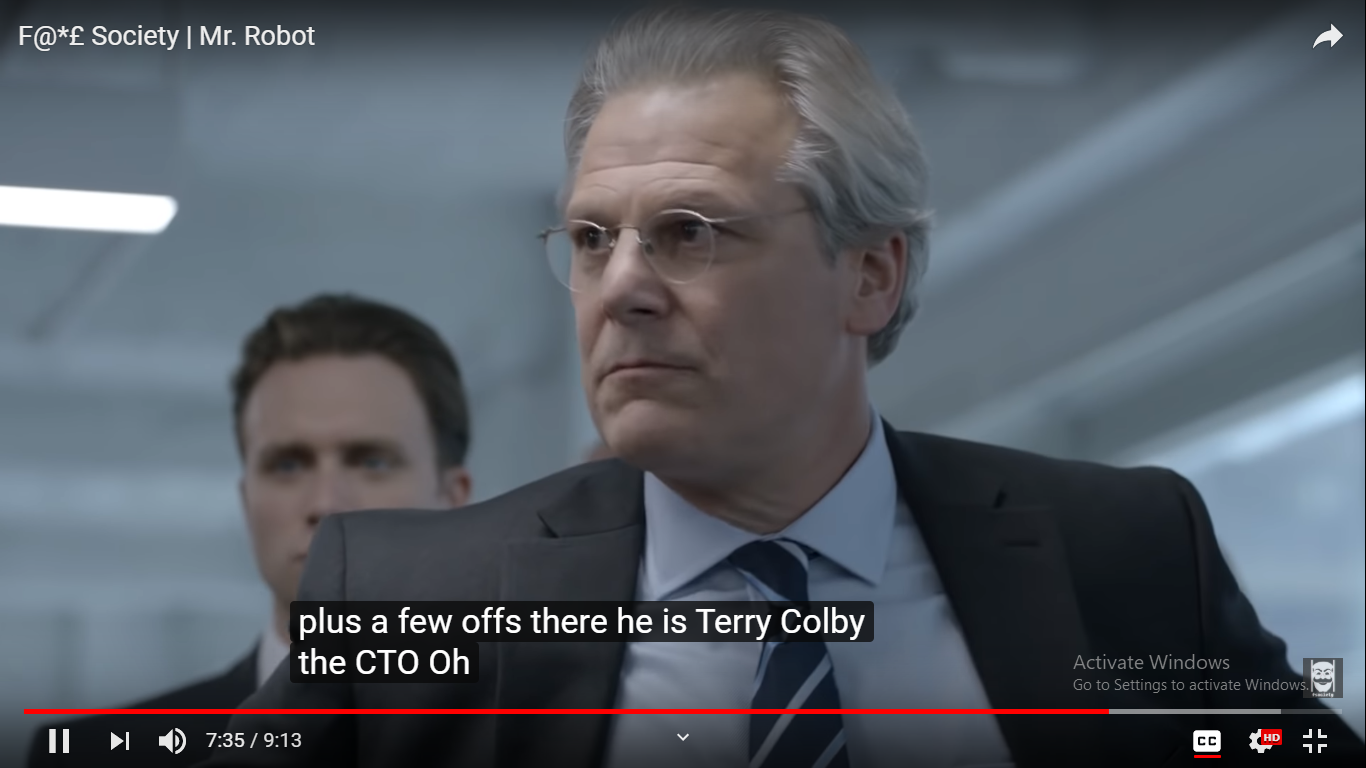 F@*£ Society | Mr. Robot
plus a few offs there he is Terry Colby
the CTO Oh
Activate Windows
Go to Settings to activate Windows.
7:35 / 9:13
CC
HD